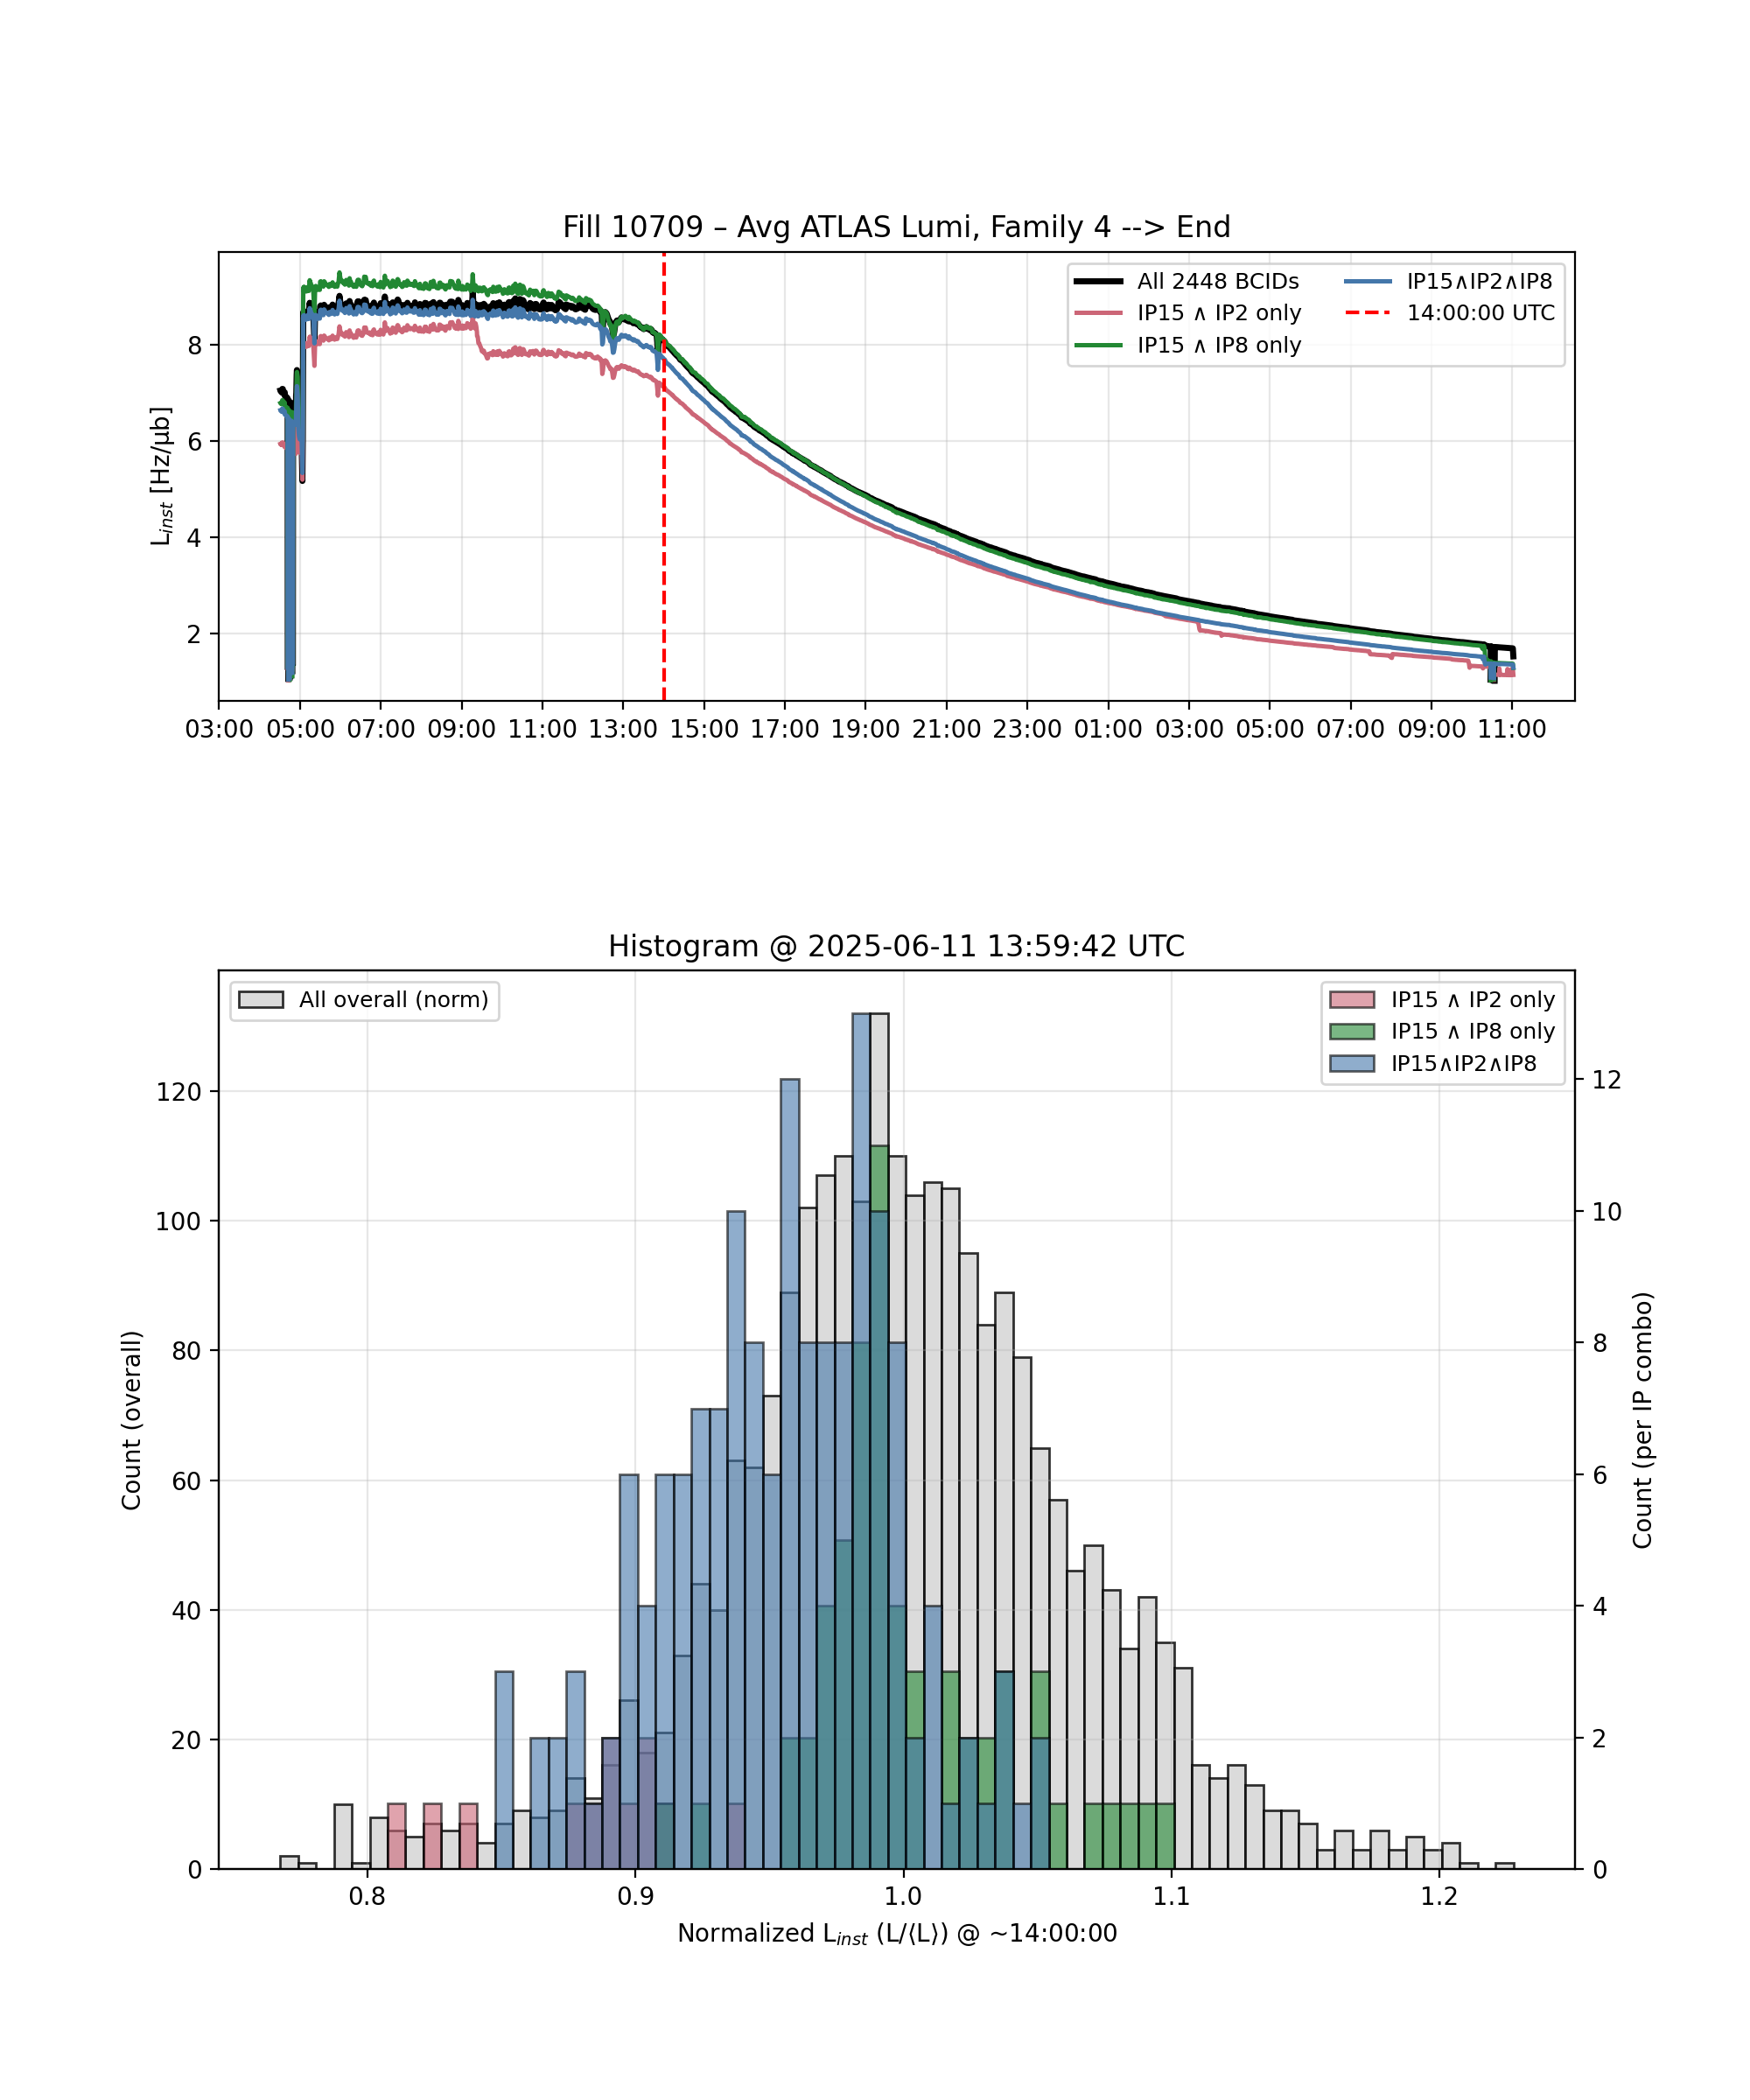 Fill 10709 – Avg ATLAS Lumi, Family 4 --> End
All 2448 BCIDs
IP15 ∧ IP2 only
IP15 ∧ IP8 only
IP15∧IP2∧IP8
14:00:00 UTC
L_inst [Hz/μb]
8
6
4
2
03:00 05:00 07:00 09:00 11:00 13:00 15:00 17:00 19:00 21:00 23:00 01:00 03:00 05:00 07:00 09:00 11:00
Histogram @ 2025-06-11 13:59:42 UTC
All overall (norm)
IP15 ∧ IP2 only
IP15 ∧ IP8 only
IP15∧IP2∧IP8
Count (overall)
120
100
80
60
40
20
0
12
10
8
6
4
2
0
Count (per IP combo)
0.8 0.9 1.0 1.1 1.2
Normalized L_inst (L/⟨L⟩) @ ~14:00:00